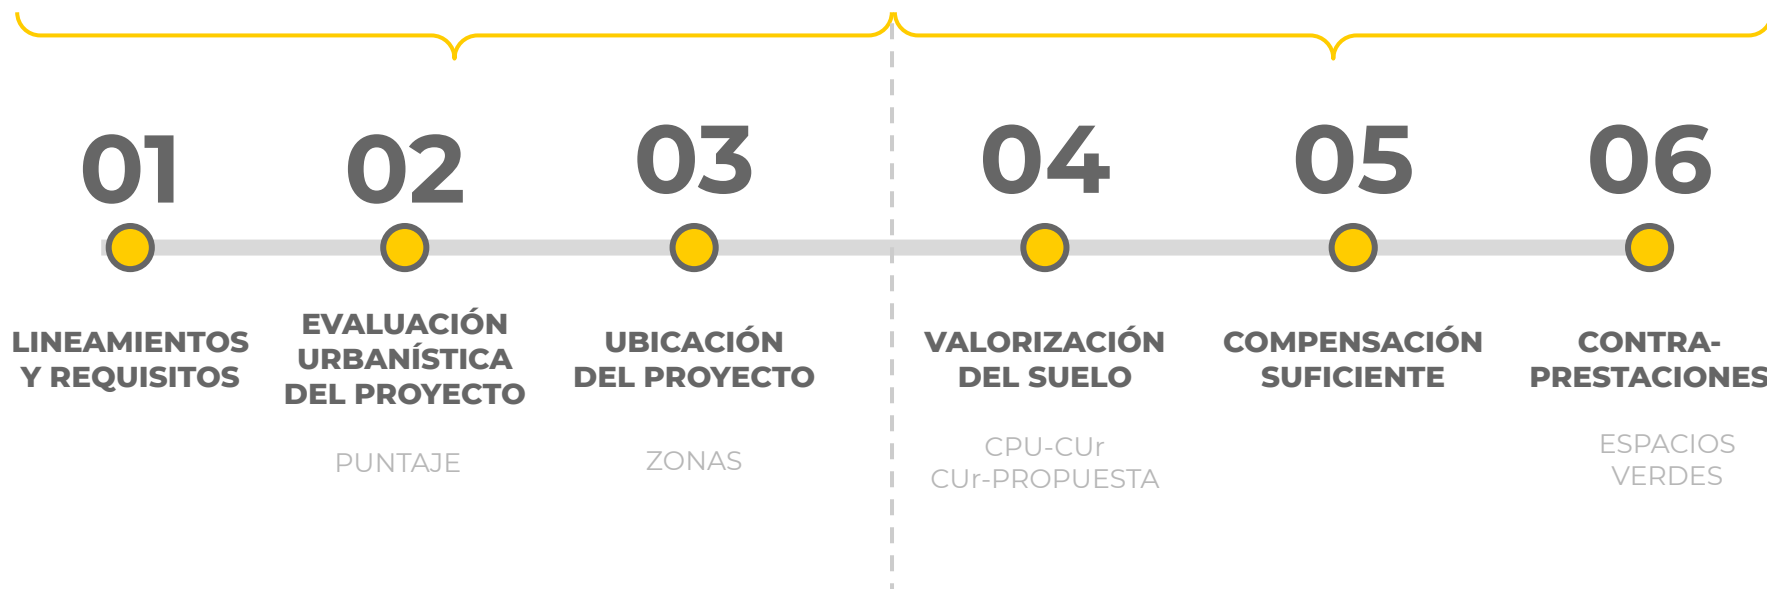 01
LINEAMIENTOS
Y REQUISITOS
02
EVALUACIÓN
URBANÍSTICA
DEL PROYECTO
PUNTAJE
03
UBICACIÓN
DEL PROYECTO
ZONAS
04
VALORIZACIÓN
DEL SUELO
CPU-CUr
CUr-PROPUESTA
05
COMPENSACIÓN
SUFICIENTE
06
CONTRA-
PRESTACIONES
ESPACIOS
VERDES